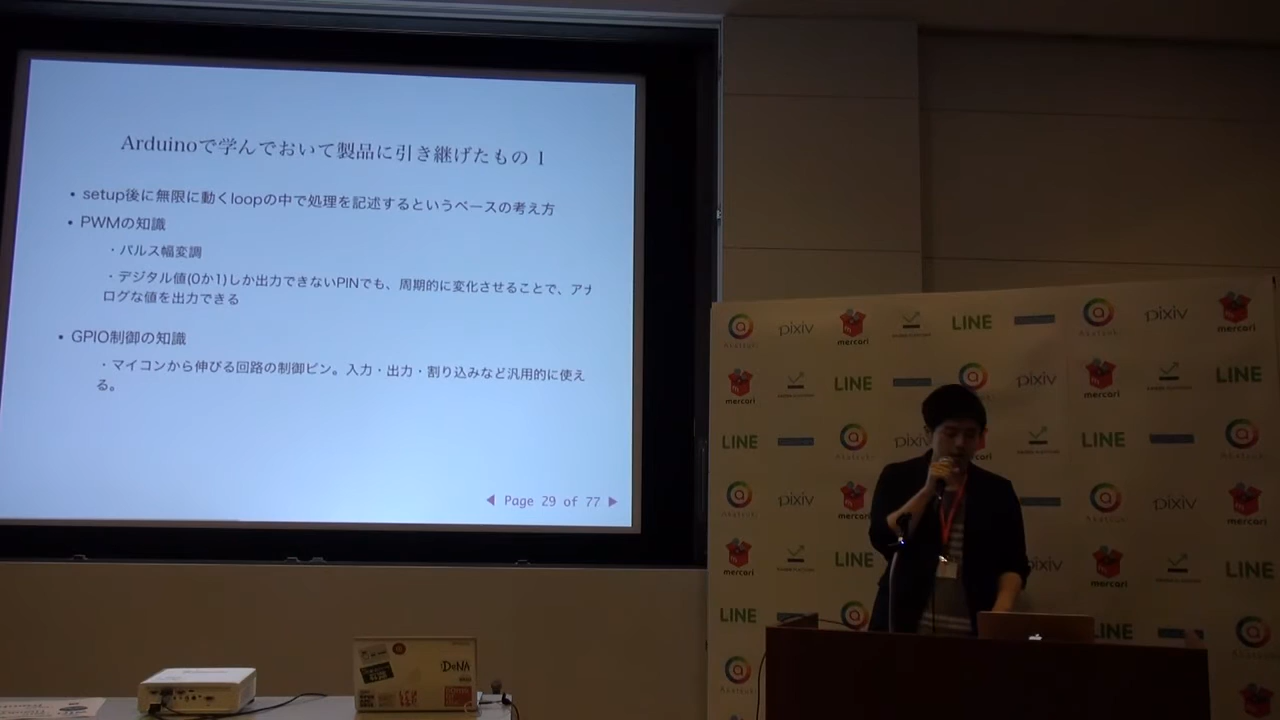 Arduinoで学んでおいて製品に引き継げたもの 1
• setup後に無限に動くloopの中で処理を記述するというベースの考え方
• PWMの知識
・パルス幅変調
・デジタル値(0か1)しか出力できないPINでも、周期的に変化させることで、アナ
ログな値を出力できる
• GPIO制御の知識
・マイコンから伸びる回路の制御ピン。入力・出力・割り込みなど汎用的に使え
る。
◀ Page 29 of 77 ▶
Akatsuki pixiv mercari LINE Akatsuki pixiv mercari
mercari LINE pixiv mercari LINE
LINE Akatsuki pixiv mercari LINE Akatsuki
pixiv mercari Akatsuki pixiv mercari
mercari LINE pixiv mercari LINE
LINE LINE Akatsuki
DeNA